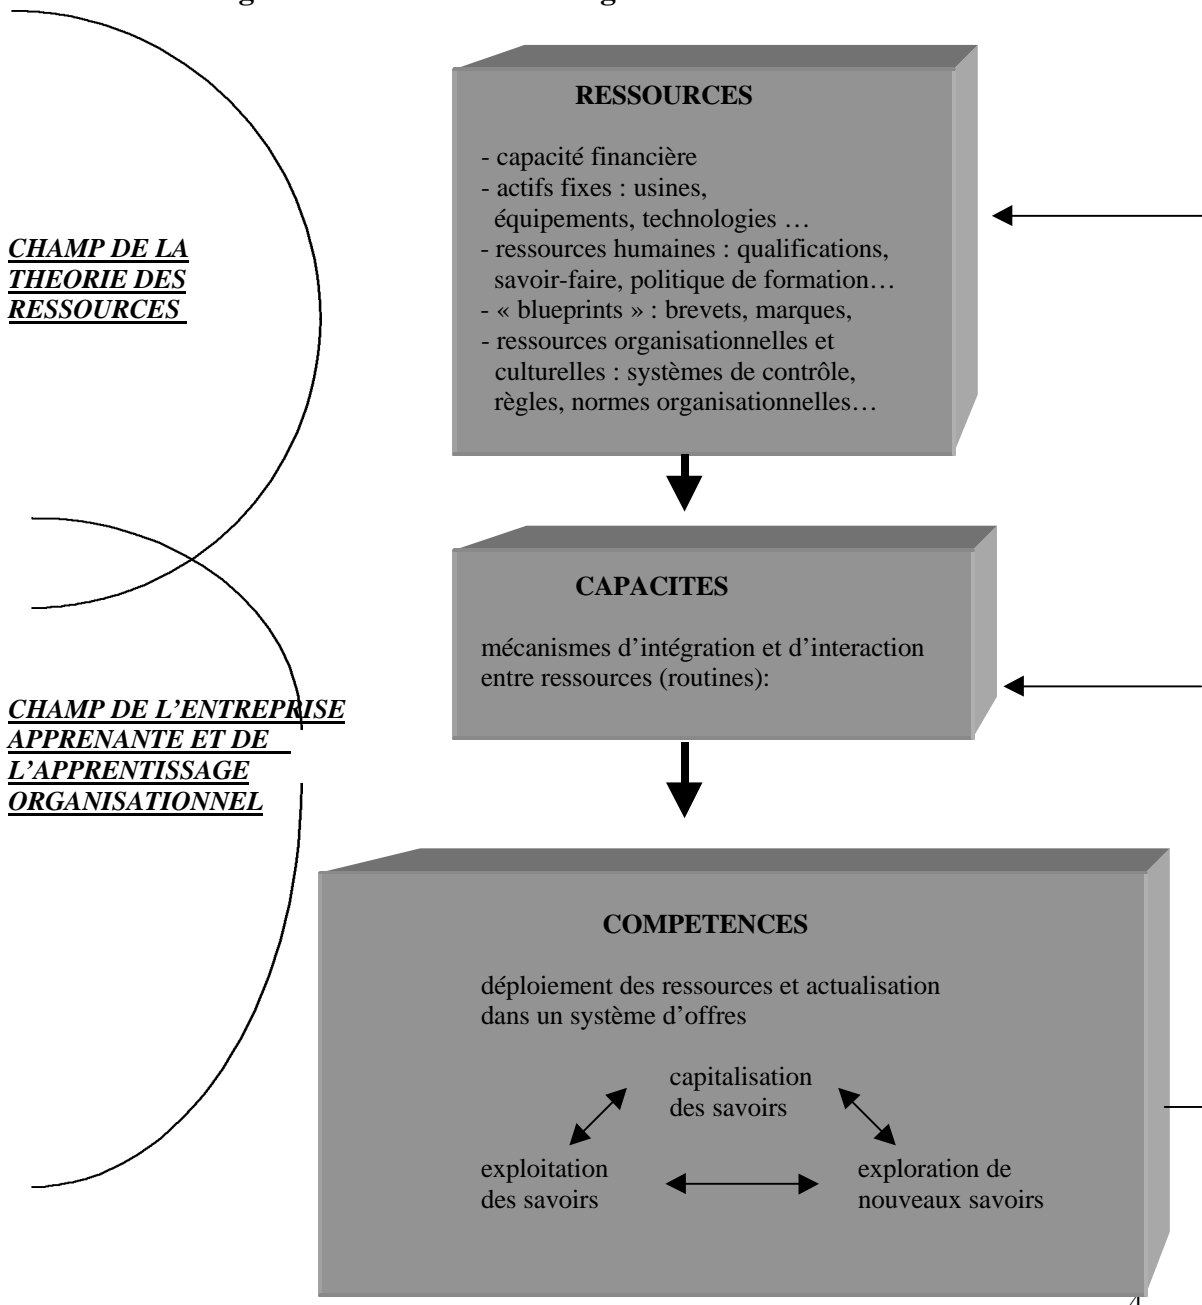 RESSOURCES
- capacité financière
- actifs fixes : usines,
équipements, technologies …
- ressources humaines : qualifications,
savoir-faire, politique de formation…
- « blueprints » : brevets, marques,
- ressources organisationnelles et
culturelles : systèmes de contrôle,
règles, normes organisationnelles…
CHAMP DE LA
THEORIE DES
RESSOURCES
CAPACITES
mécanismes d’intégration et d’interaction
entre ressources (routines):
CHAMP DE L’ENTREPRISE
APPRENANTE ET DE
L’APPRENTISSAGE
ORGANISATIONNEL
COMPETENCES
déploiement des ressources et actualisation
dans un système d’offres
capitalisation
des savoirs
exploitation
des savoirs
exploration de
nouveaux savoirs